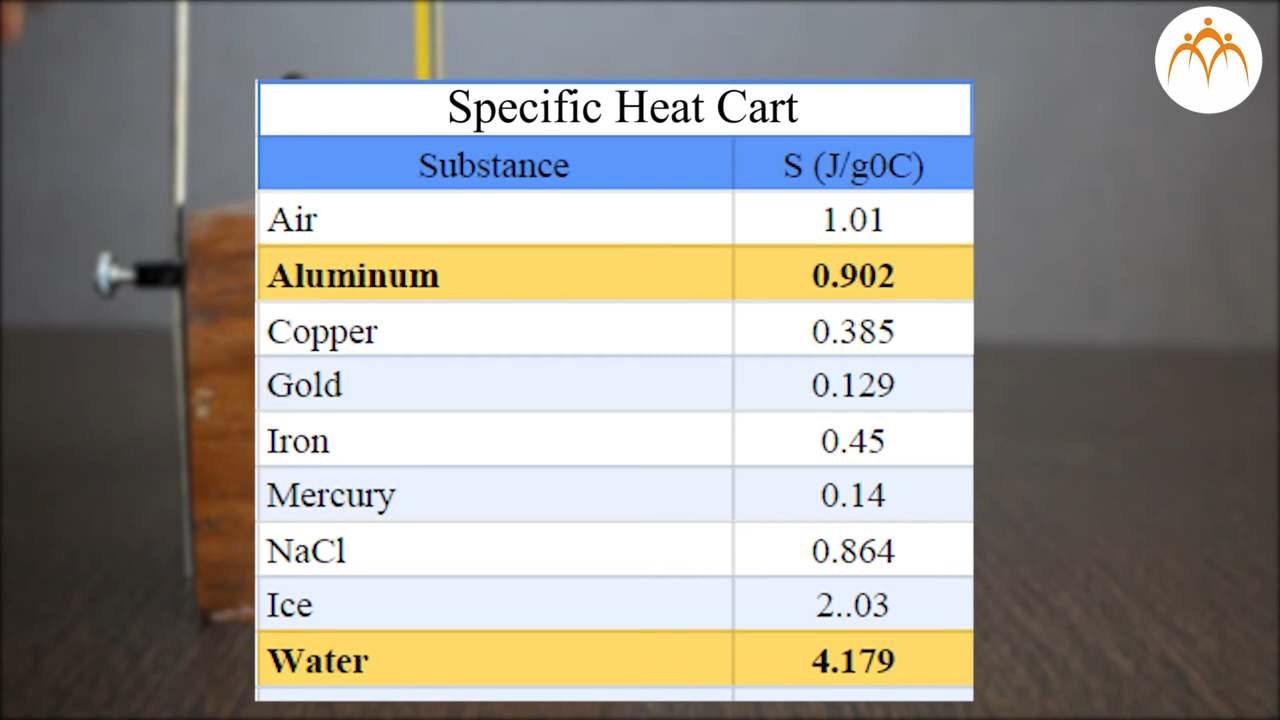 Specific Heat Cart
Substance S (J/g0C)
Air 1.01
Aluminum 0.902
Copper 0.385
Gold 0.129
Iron 0.45
Mercury 0.14
NaCl 0.864
Ice 2..03
Water 4.179